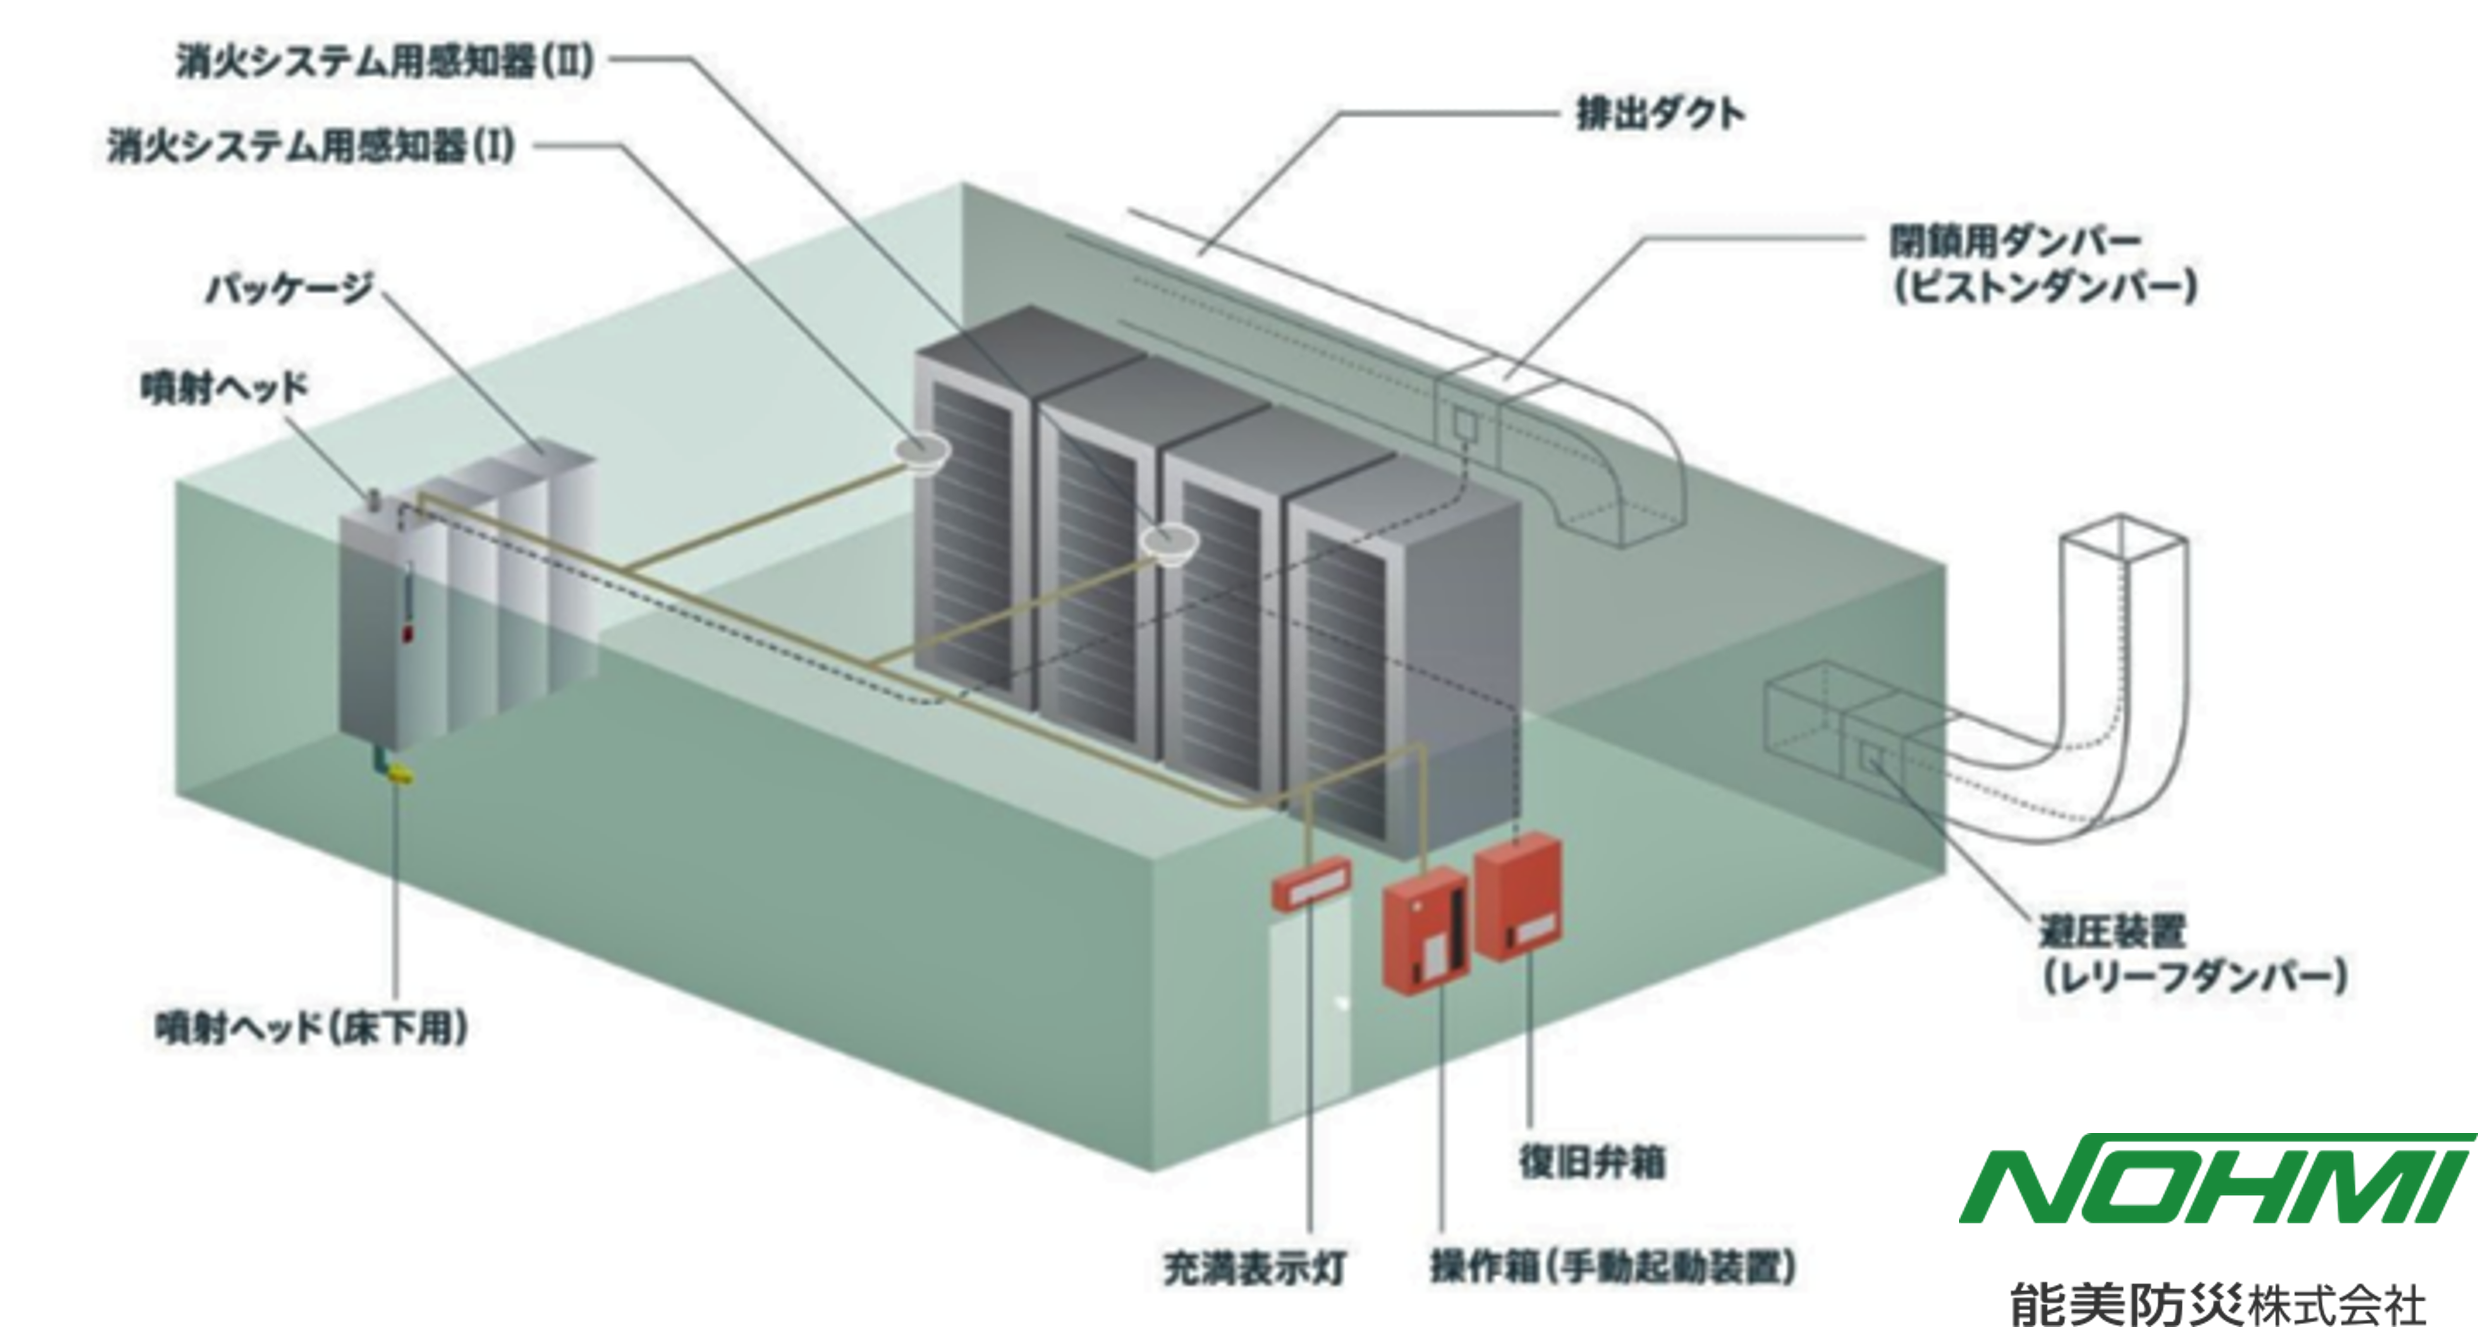 消火システム用感知器(Ⅱ)
消火システム用感知器(Ⅰ)
パッケージ
噴射ヘッド
排出ダクト
閉鎖用ダンパー
(ピストンダンパー)
避圧装置
(レリーフダンパー)
噴射ヘッド(床下用)
復旧弁箱
充満表示灯
操作箱(手動起動装置)
NOHMI
能美防災株式会社